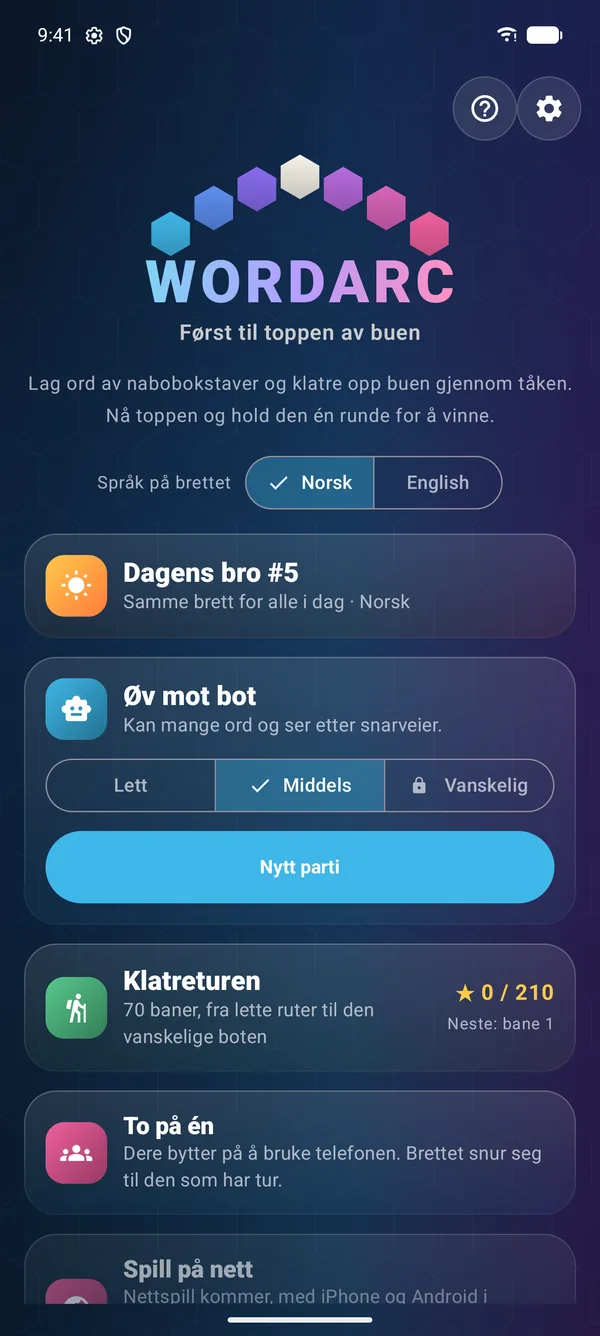 9:41
WORDARC
Først til toppen av buen
Lag ord av nabobokstaver og klatre opp buen gjennom tåken.
Nå toppen og hold den én runde for å vinne.
Språk på brettet
Norsk
English
Dagens bro #5
Samme brett for alle i dag · Norsk
Øv mot bot
Kan mange ord og ser etter snarveier.
Lett
Middels
Vanskelig
Nytt parti
Klatreturen
70 baner, fra lette ruter til den
vanskelige boten
★ 0 / 210
Neste: bane 1
To på én
Dere bytter på å bruke telefonen. Brettet snur seg
til den som har tur.
Spill på nett
Nettspill kommer, med iPhone og Android i